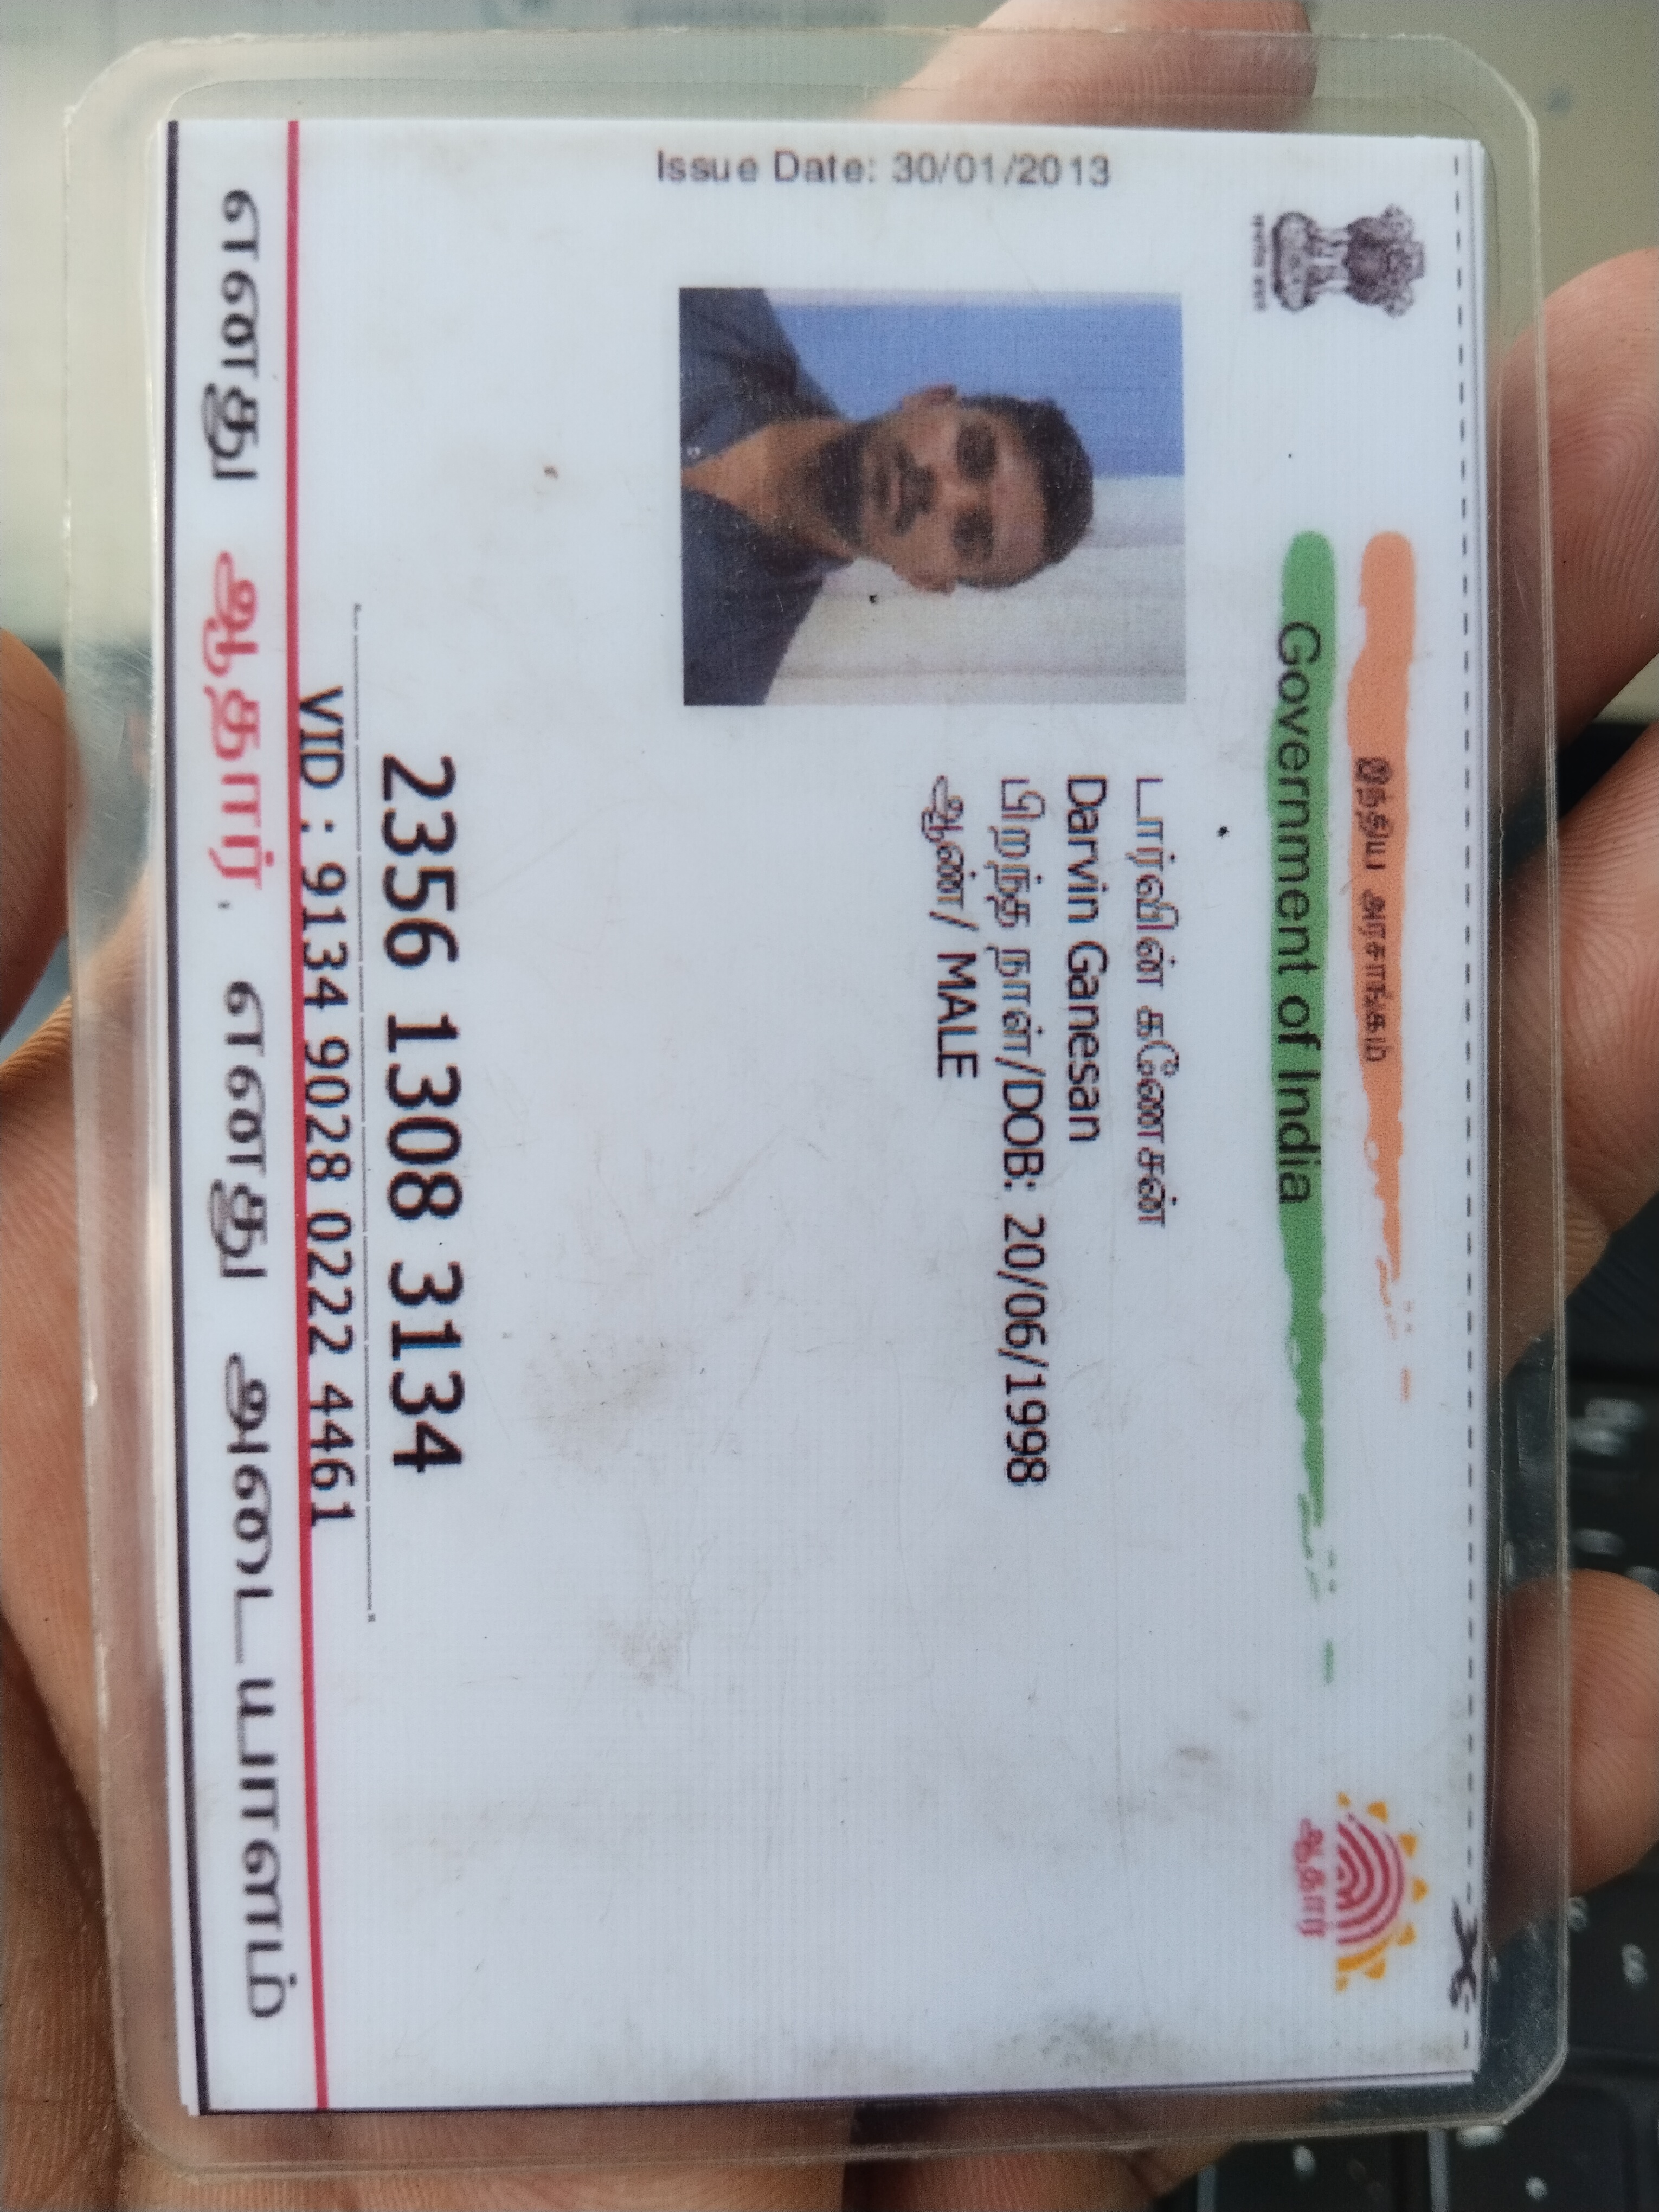 இந்திய அரசாங்கம்
Government of India
ஆதார்
Issue Date: 30/01/2013
டார்வின் கணேசன்
Darvin Ganesan
பிறந்த நாள்/DOB: 20/06/1998
ஆண்/ MALE
2356 1308 3134
VID : 9134 9028 0222 4461
எனது ஆதார், எனது அடையாளம்